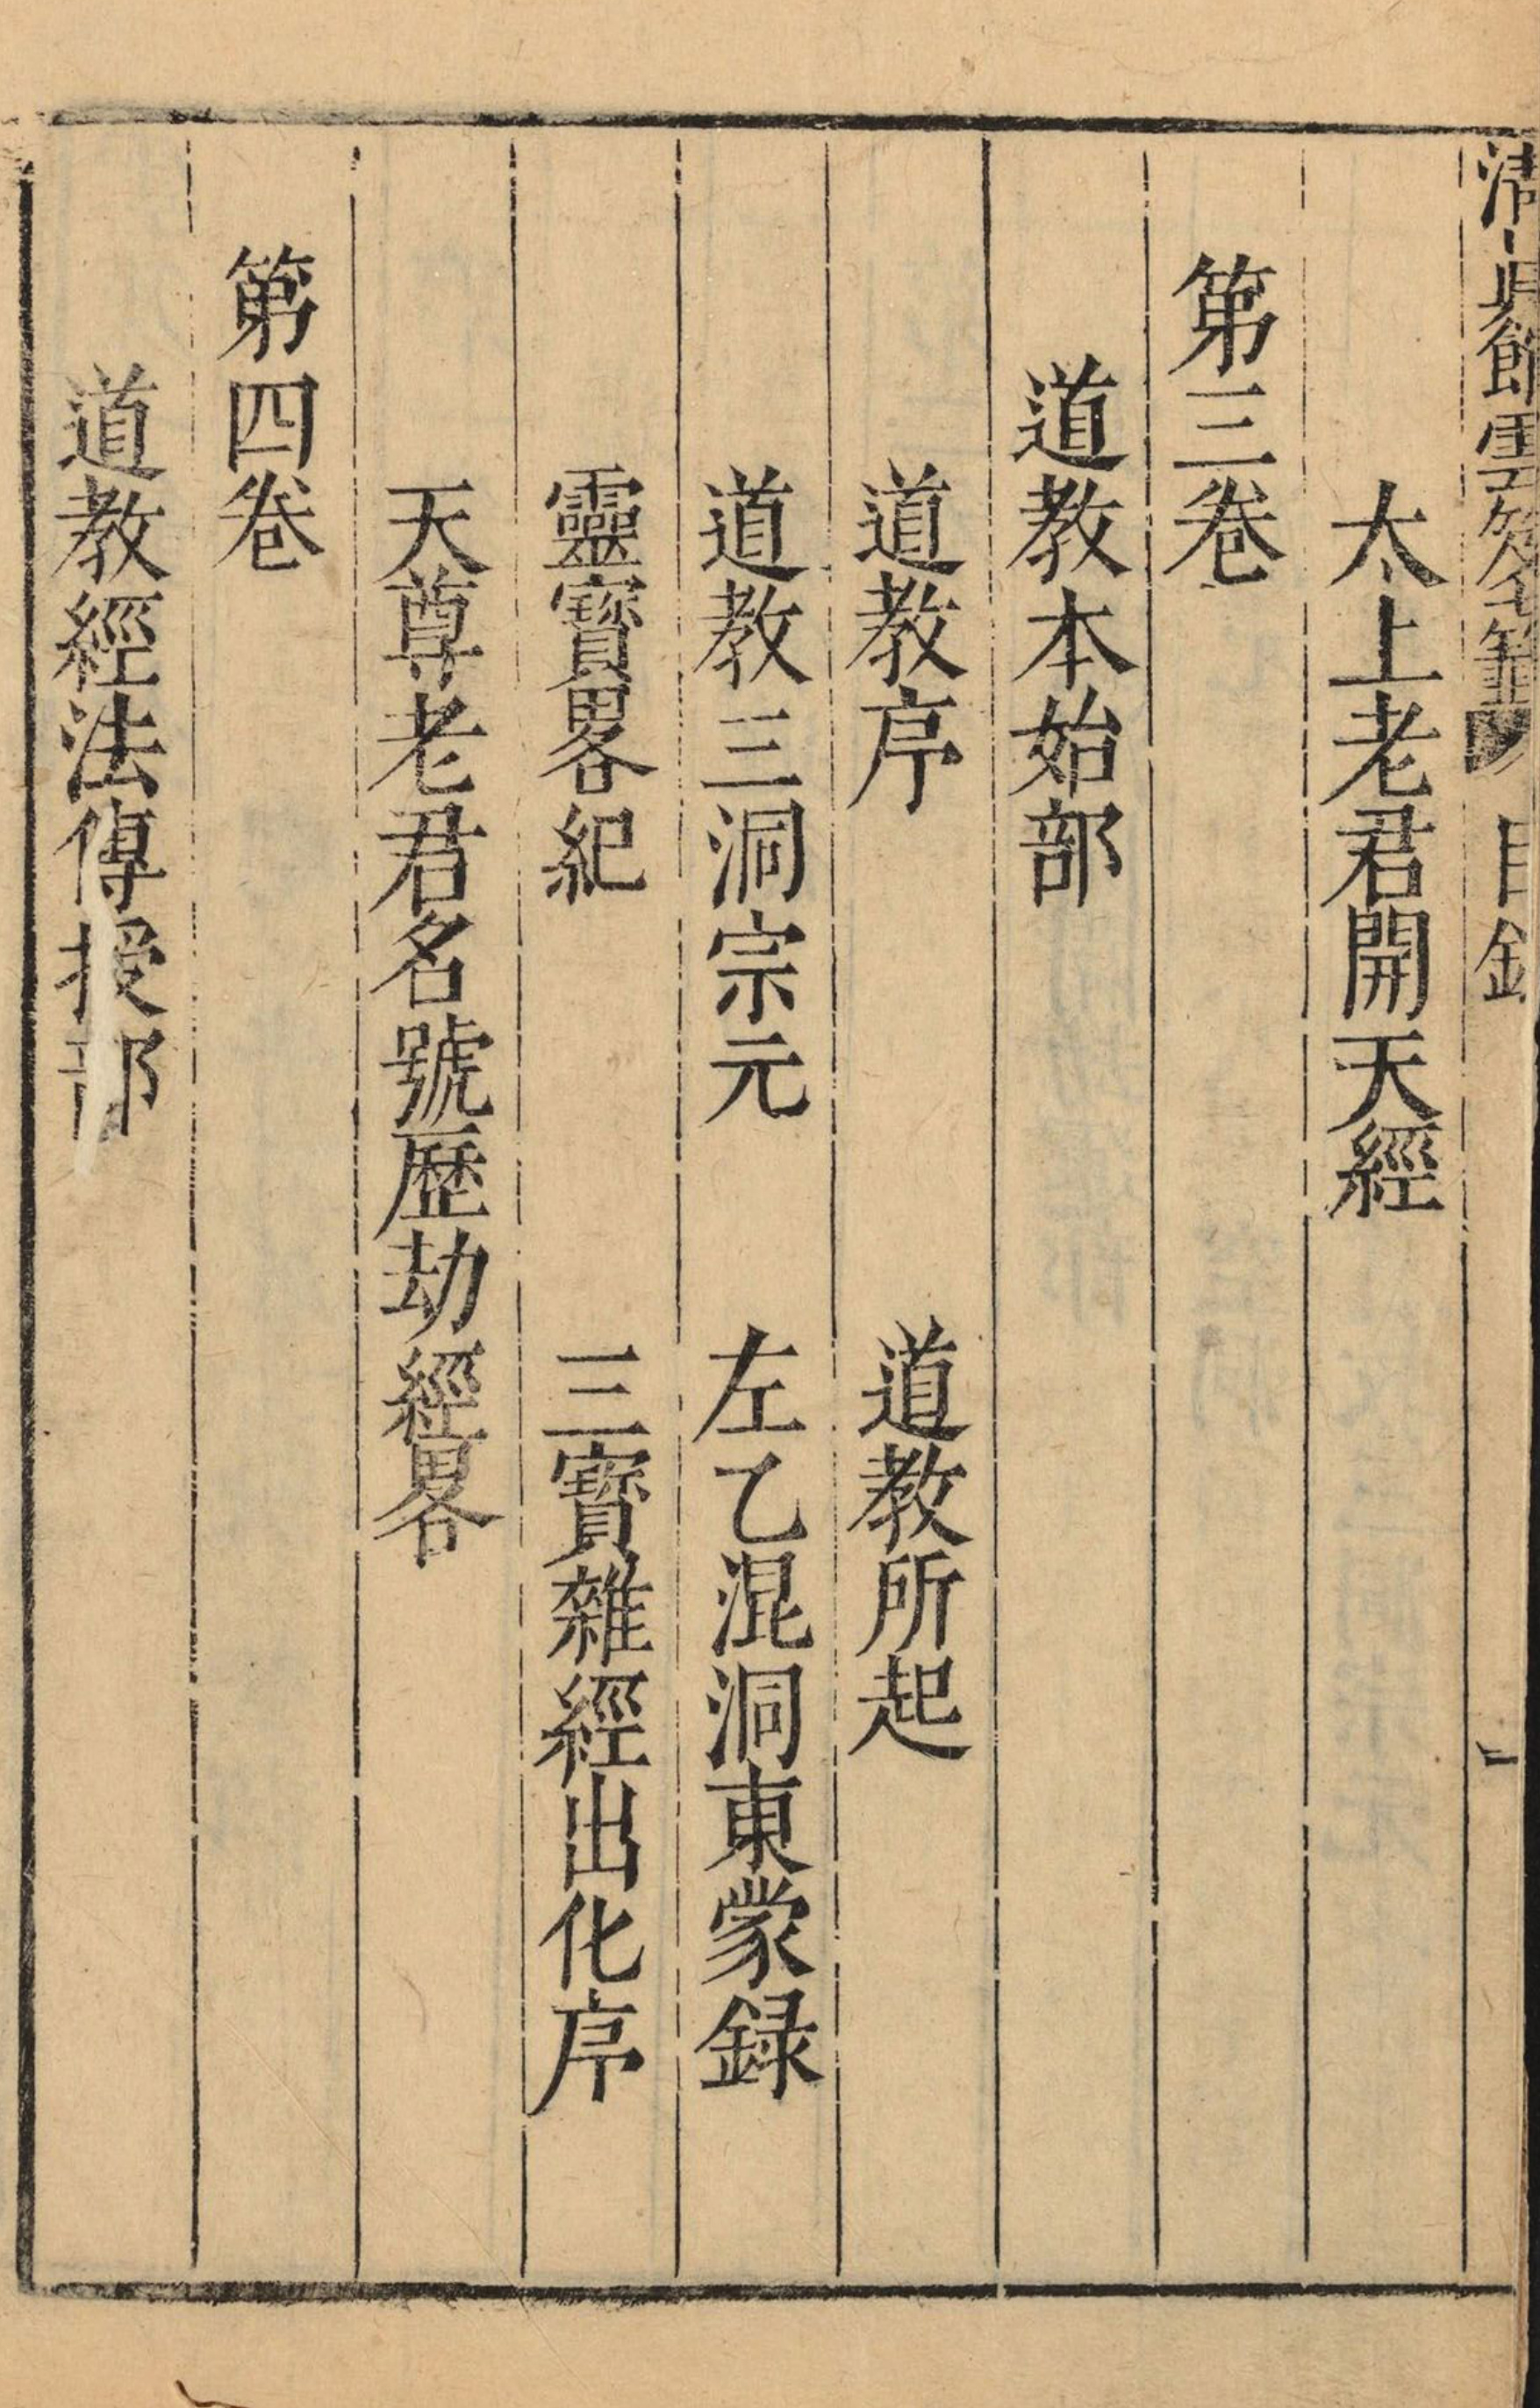 清真館雲笈七籤 目錄 二
太上老君開天經
第三卷
道教本始部
道教序 道教所起
道教三洞宗元 左乙混洞東蒙録
靈寶畧紀 三寶雜經出化序
天尊老君名號歷劫經畧
第四卷
道教經法傳授部